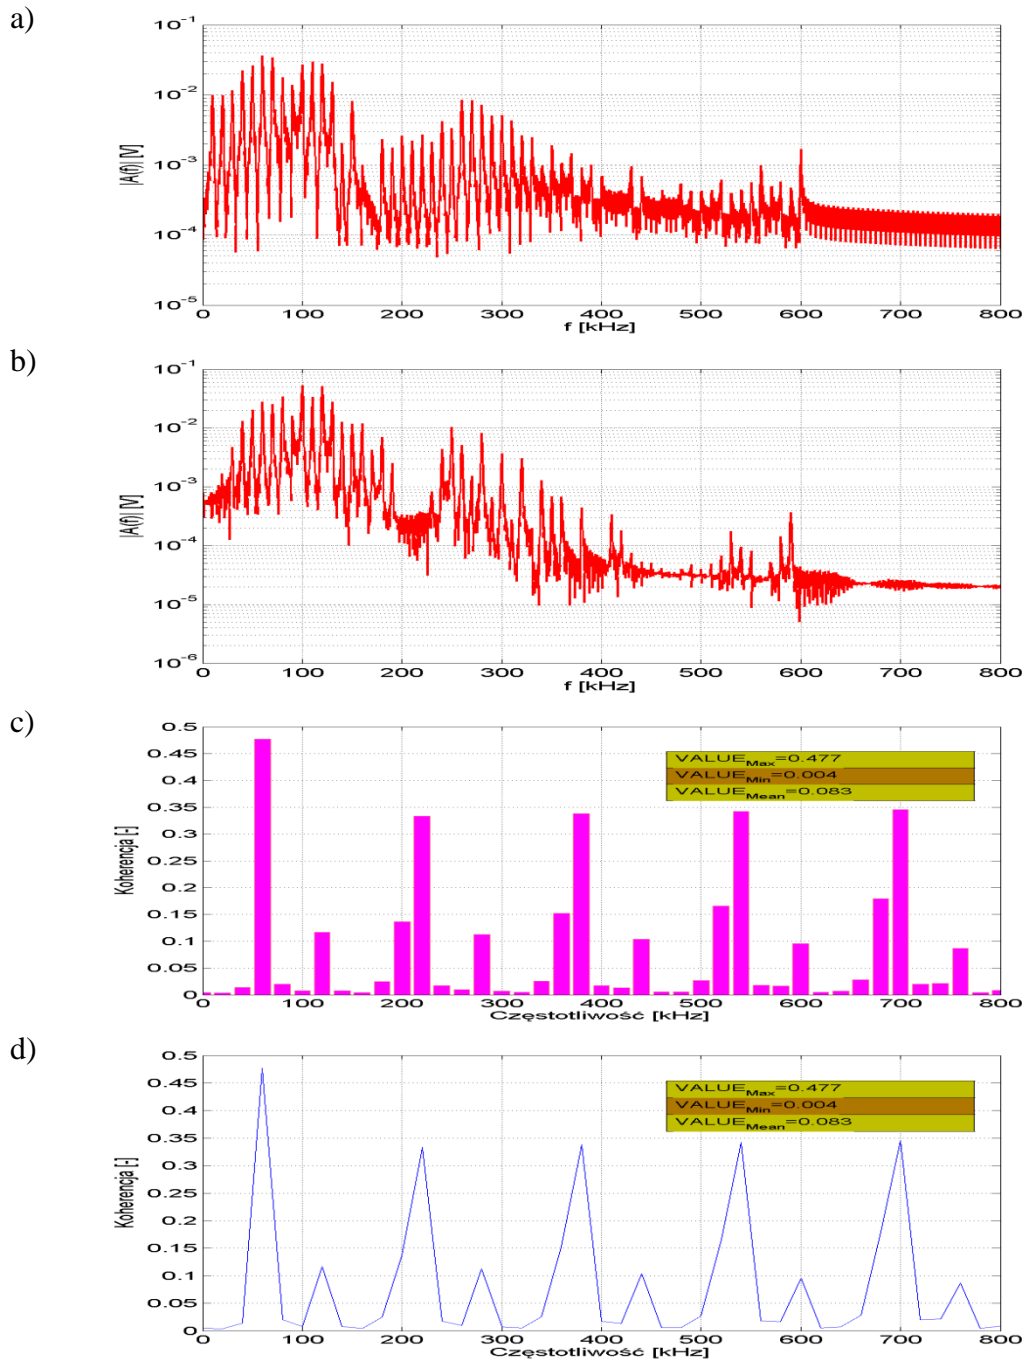 a)
10^-1
10^-2
10^-3
10^-4
10^-5
|A(f)| [V]
0 100 200 300 400 500 600 700 800
f [kHz]
b)
10^-1
10^-2
10^-3
10^-4
10^-5
10^-6
|A(f)| [V]
0 100 200 300 400 500 600 700 800
f [kHz]
c)
0.5
0.45
0.4
0.35
0.3
0.25
0.2
0.15
0.1
0.05
0
Koherencja [-]
VALUE_Max=0.477
VALUE_Min=0.004
VALUE_Mean=0.083
0 100 200 300 400 500 600 700 800
Częstotliwość [kHz]
d)
0.5
0.45
0.4
0.35
0.3
0.25
0.2
0.15
0.1
0.05
0
Koherencja [-]
VALUE_Max=0.477
VALUE_Min=0.004
VALUE_Mean=0.083
0 100 200 300 400 500 600 700 800
Częstotliwość [kHz]